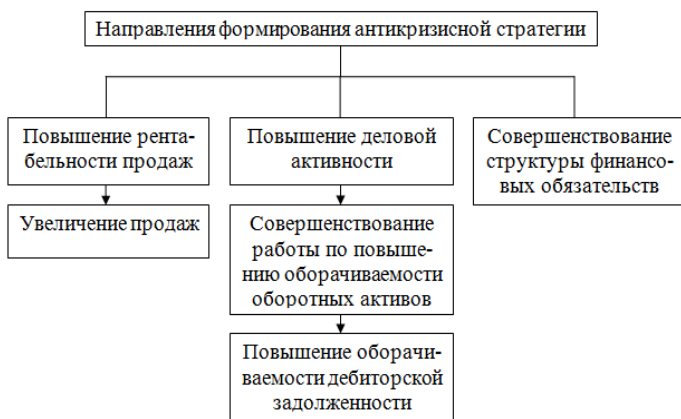 Направления формирования антикризисной стратегии
Повышение рента-
бельности продаж
Повышение деловой
активности
Совершенствование
структуры финансо-
вых обязательств
Увеличение продаж
Совершенствование
работы по повыше-
нию оборачиваемости
оборотных активов
Повышение оборачи-
ваемости дебиторской
задолженности